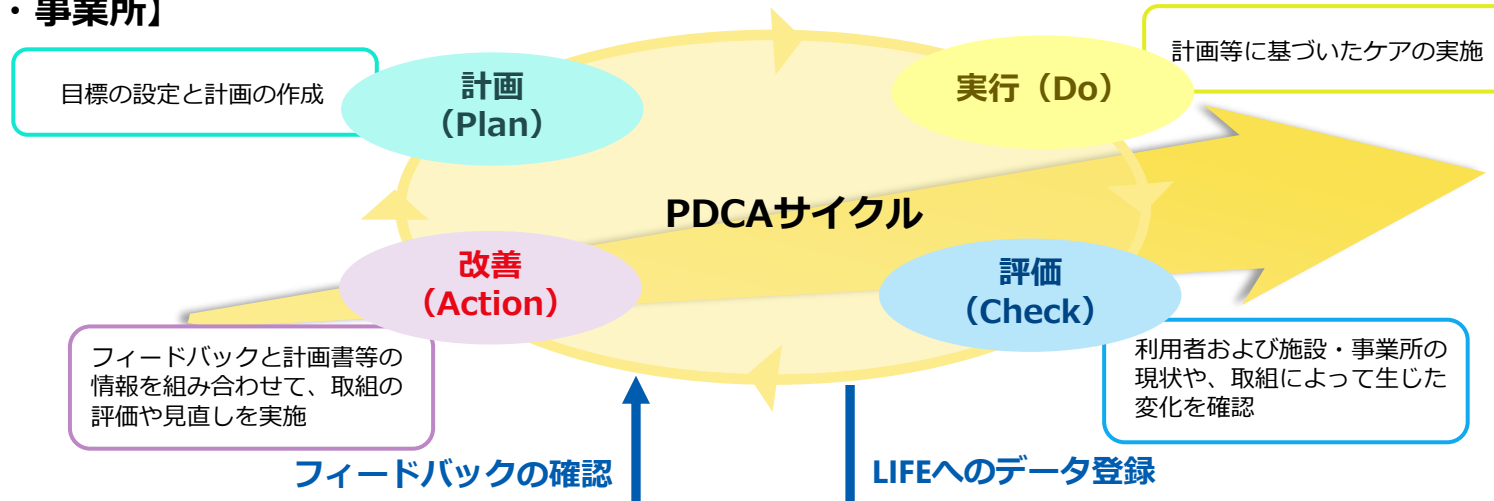 ・事業所】
目標の設定と計画の作成
計画
（Plan）
実行（Do）
計画等に基づいたケアの実施
PDCAサイクル
改善
（Action）
評価
（Check）
フィードバックと計画書等の
情報を組み合わせて、取組の
評価や見直しを実施
利用者および施設・事業所の
現状や、取組によって生じた
変化を確認
フィードバックの確認
LIFEへのデータ登録